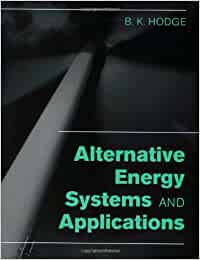 B. K. HODGE
Alternative
Energy
Systems AND
Applications